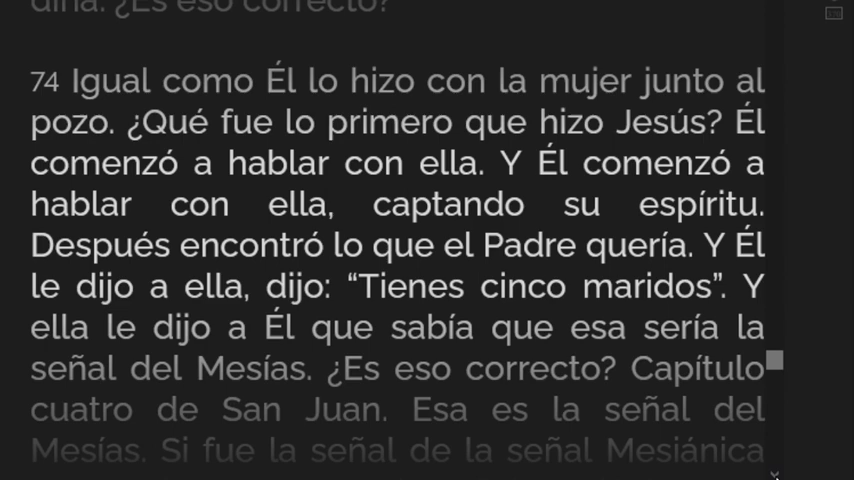 diría. ¿Es eso correcto?
74 Igual como Él lo hizo con la mujer junto al
pozo. ¿Qué fue lo primero que hizo Jesús? Él
comenzó a hablar con ella. Y Él comenzó a
hablar con ella, captando su espíritu.
Después encontró lo que el Padre quería. Y Él
le dijo a ella, dijo: “Tienes cinco maridos”. Y
ella le dijo a Él que sabía que esa sería la
señal del Mesías. ¿Es eso correcto? Capítulo
cuatro de San Juan. Esa es la señal del
Mesías. Si fue la señal de la señal Mesiánica